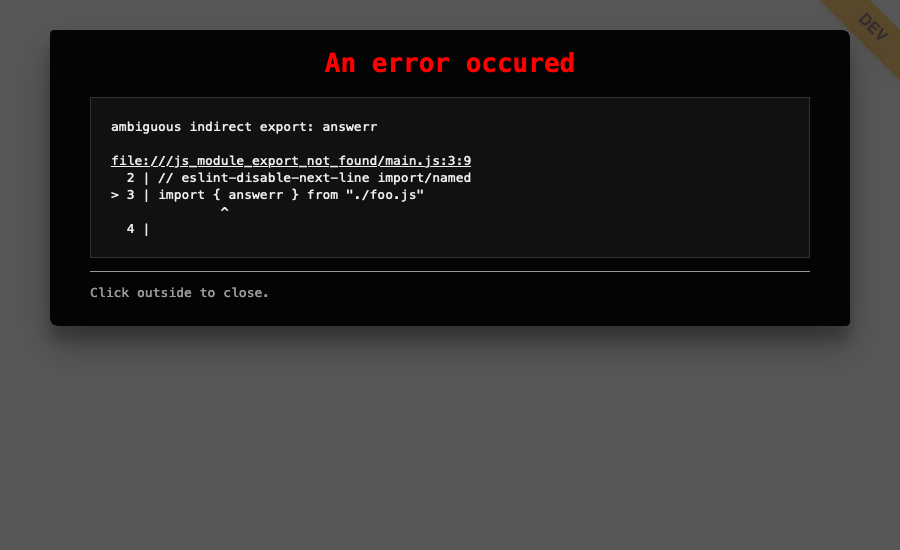 DEV
An error occured
ambiguous indirect export: answerr
file:///js_module_export_not_found/main.js:3:9
  2 | // eslint-disable-next-line import/named
> 3 | import { answerr } from "./foo.js"
              ^
  4 |
Click outside to close.